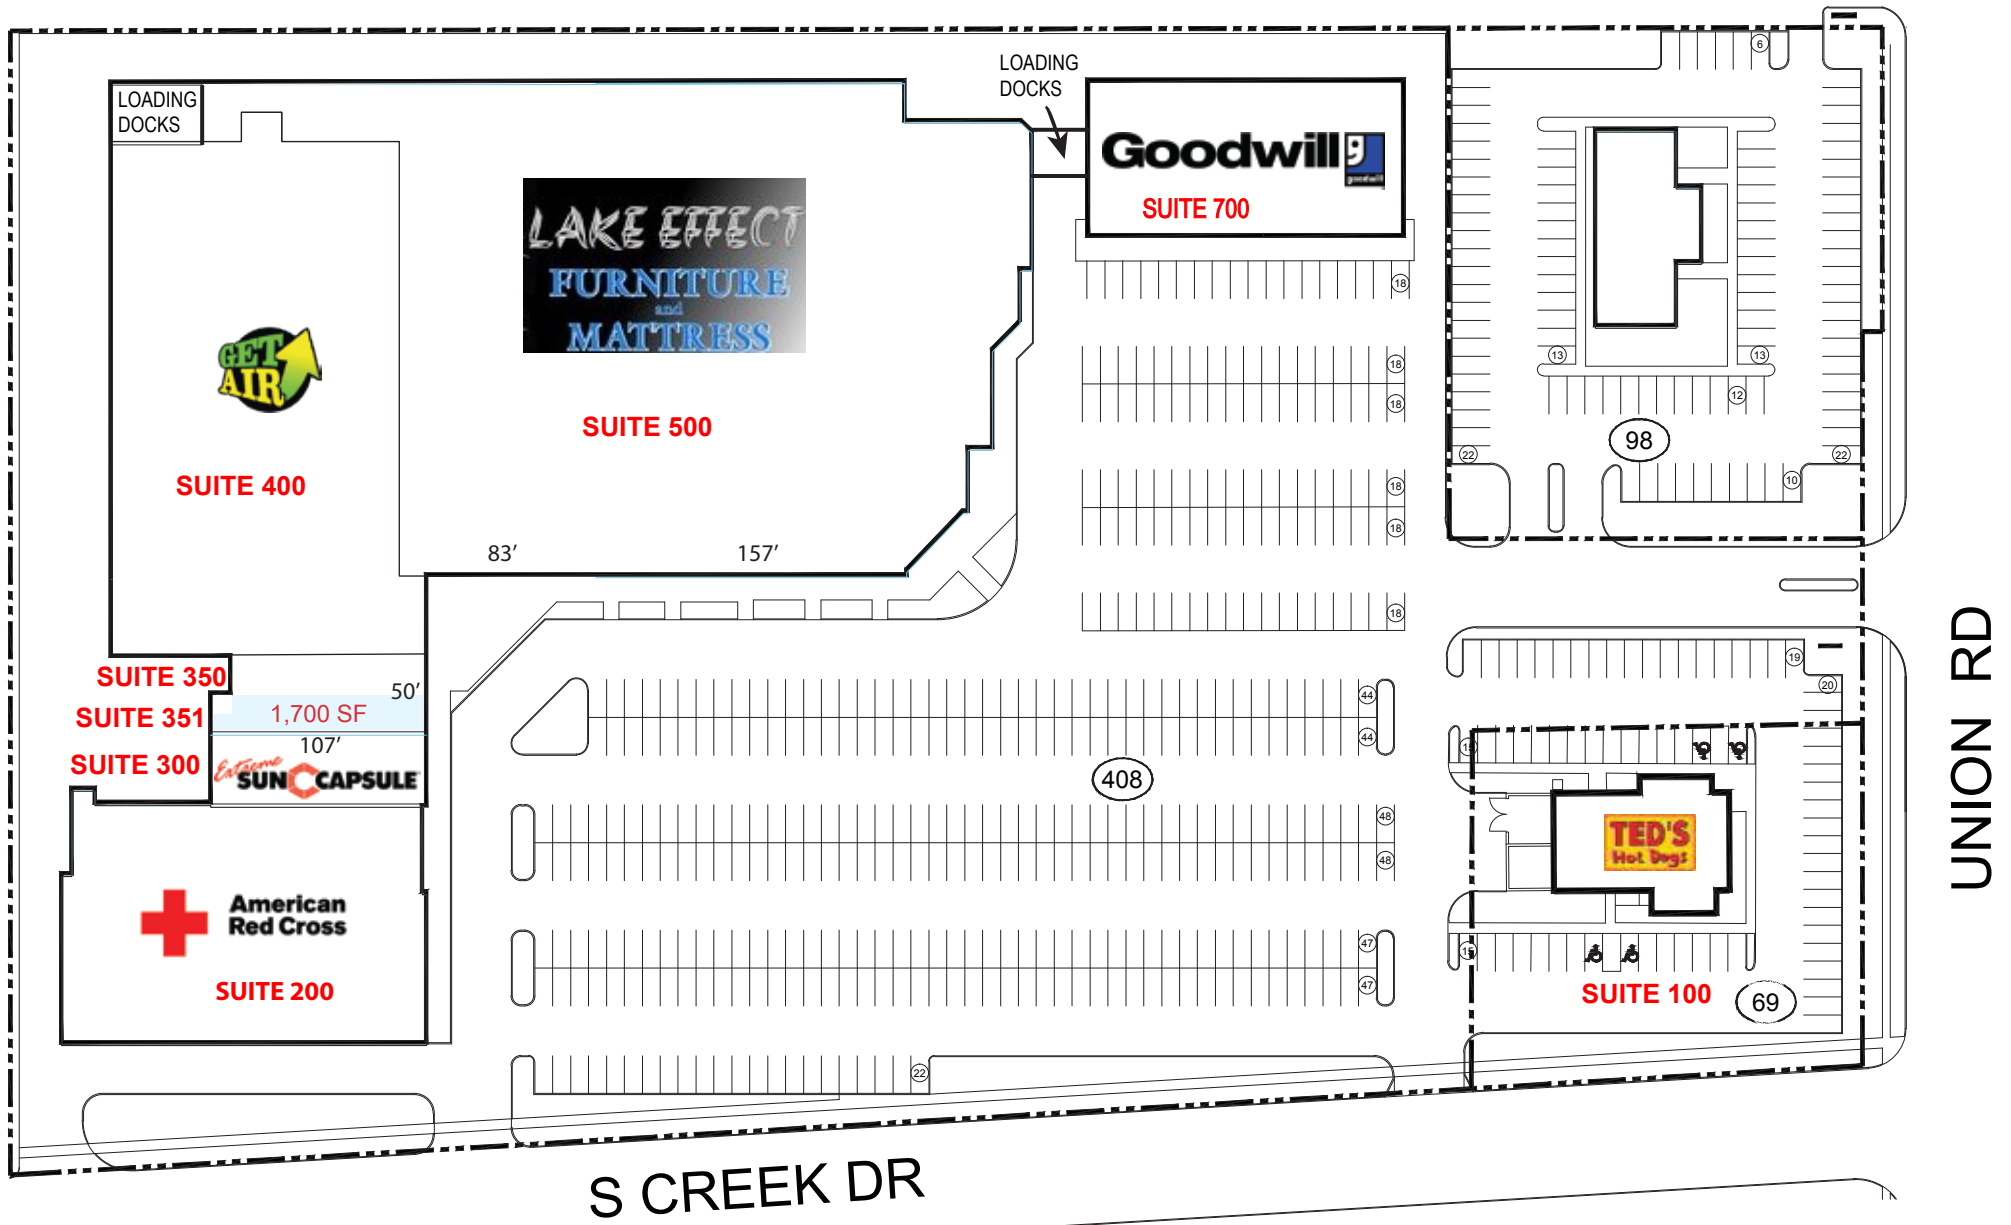 LOADING
DOCKS
LOADING
DOCKS
Goodwill
goodwill
SUITE 700
6
LAKE EFFECT
FURNITURE
and
MATTRESS
SUITE 500
GET
AIR
SUITE 400
18
18
18
18
18
18
13
13
12
98
22
22
10
83’
157’
SUITE 350
50’
SUITE 351
1,700 SF
107’
SUITE 300
Extreme
SUN CAPSULE
American
Red Cross
SUITE 200
44
44
408
48
48
47
47
22
19
20
15
TED'S
Hot Dogs
15
SUITE 100
69
UNION RD
S CREEK DR